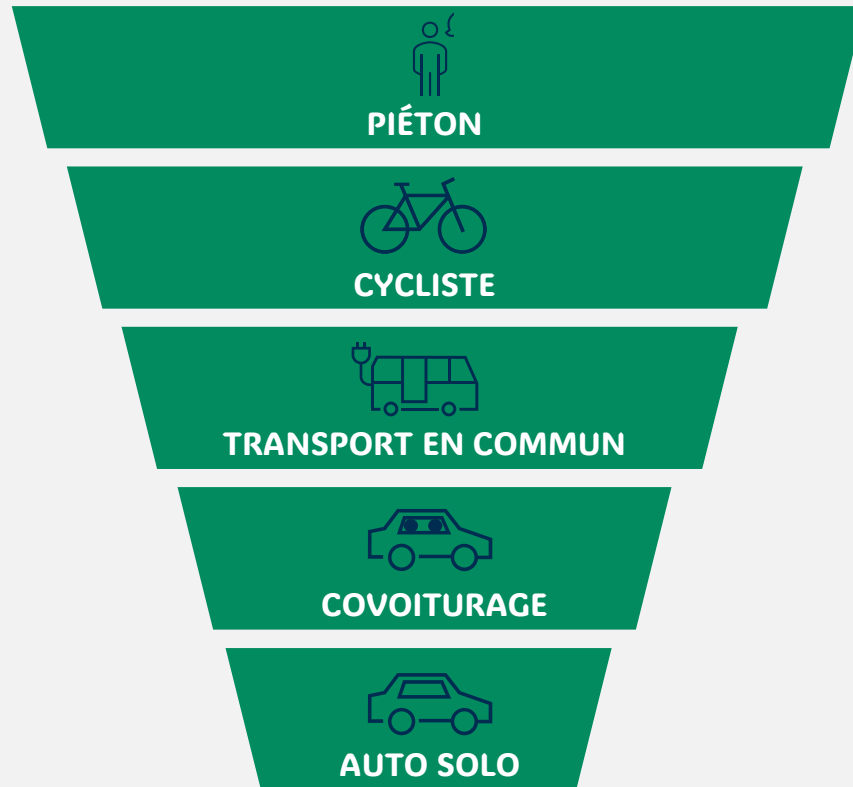 PIÉTON
CYCLISTE
TRANSPORT EN COMMUN
COVOITURAGE
AUTO SOLO